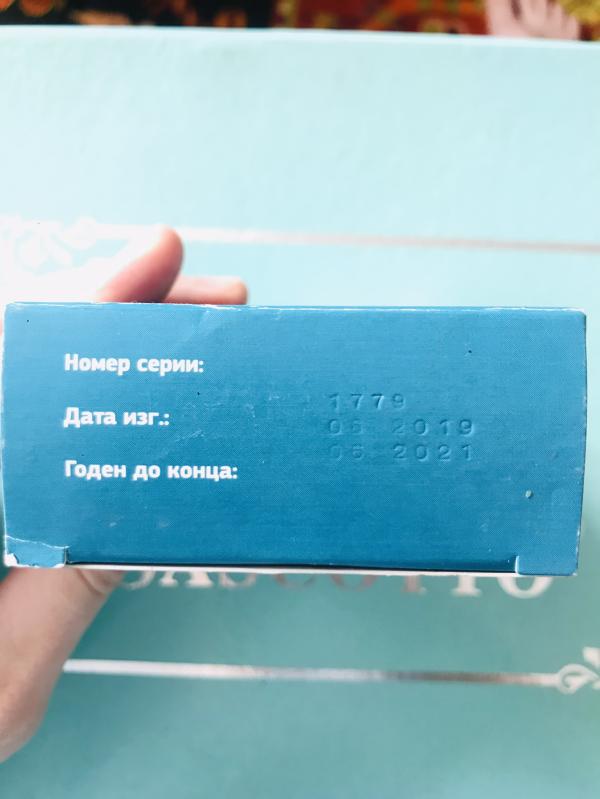 Номер серии:
1779
Дата изг.:
06 2019
Годен до конца:
06 2021